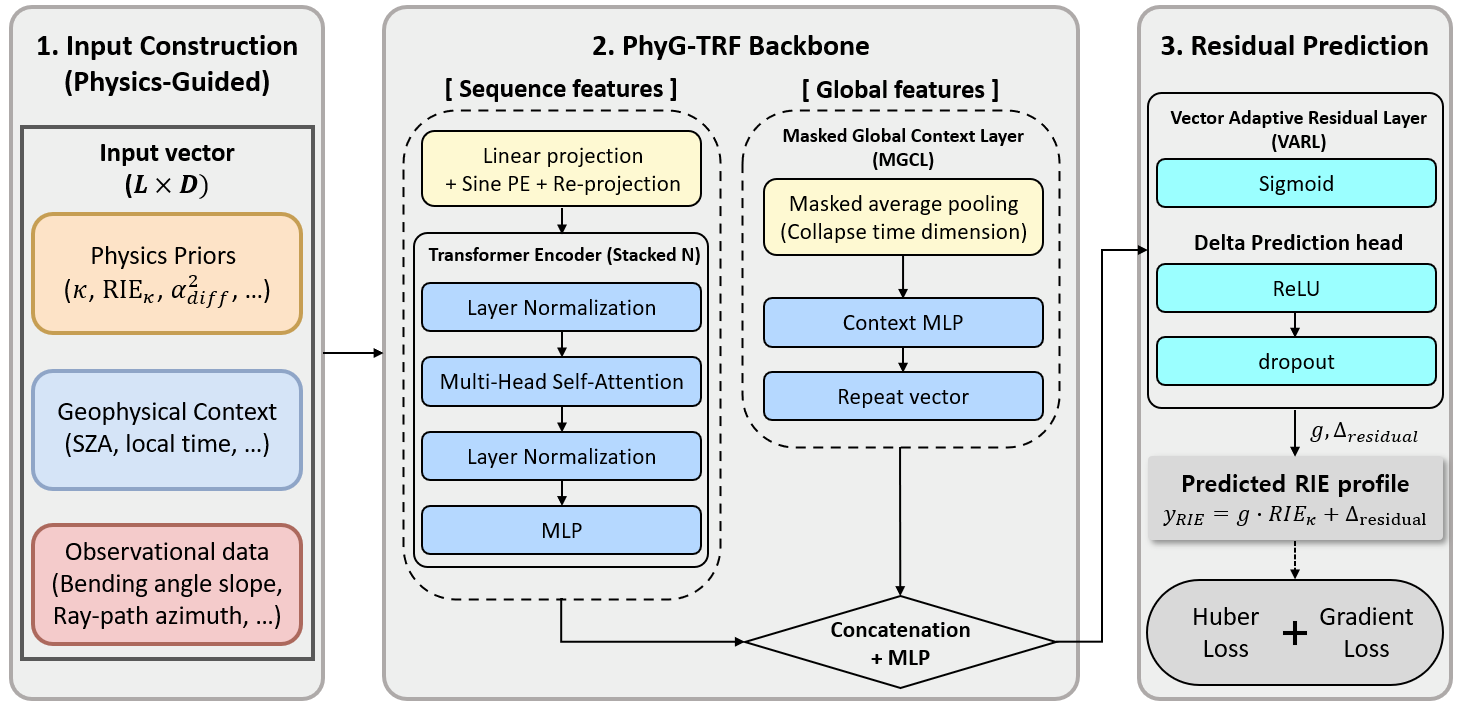 1. Input Construction
(Physics-Guided)
Input vector
(L × D)
Physics Priors
(κ, RIE_κ, α²_diff, ...)
Geophysical Context
(SZA, local time, ...)
Observational data
(Bending angle slope,
Ray-path azimuth, ...)
2. PhyG-TRF Backbone
[ Sequence features ]
Linear projection
+ Sine PE + Re-projection
Transformer Encoder (Stacked N)
Layer Normalization
Multi-Head Self-Attention
Layer Normalization
MLP
[ Global features ]
Masked Global Context Layer
(MGCL)
Masked average pooling
(Collapse time dimension)
Context MLP
Repeat vector
Concatenation
+ MLP
3. Residual Prediction
Vector Adaptive Residual Layer
(VARL)
Sigmoid
Delta Prediction head
ReLU
dropout
g, Δ_residual
Predicted RIE profile
y_RIE = g · RIE_κ + Δ_residual
Huber
Loss
+
Gradient
Loss